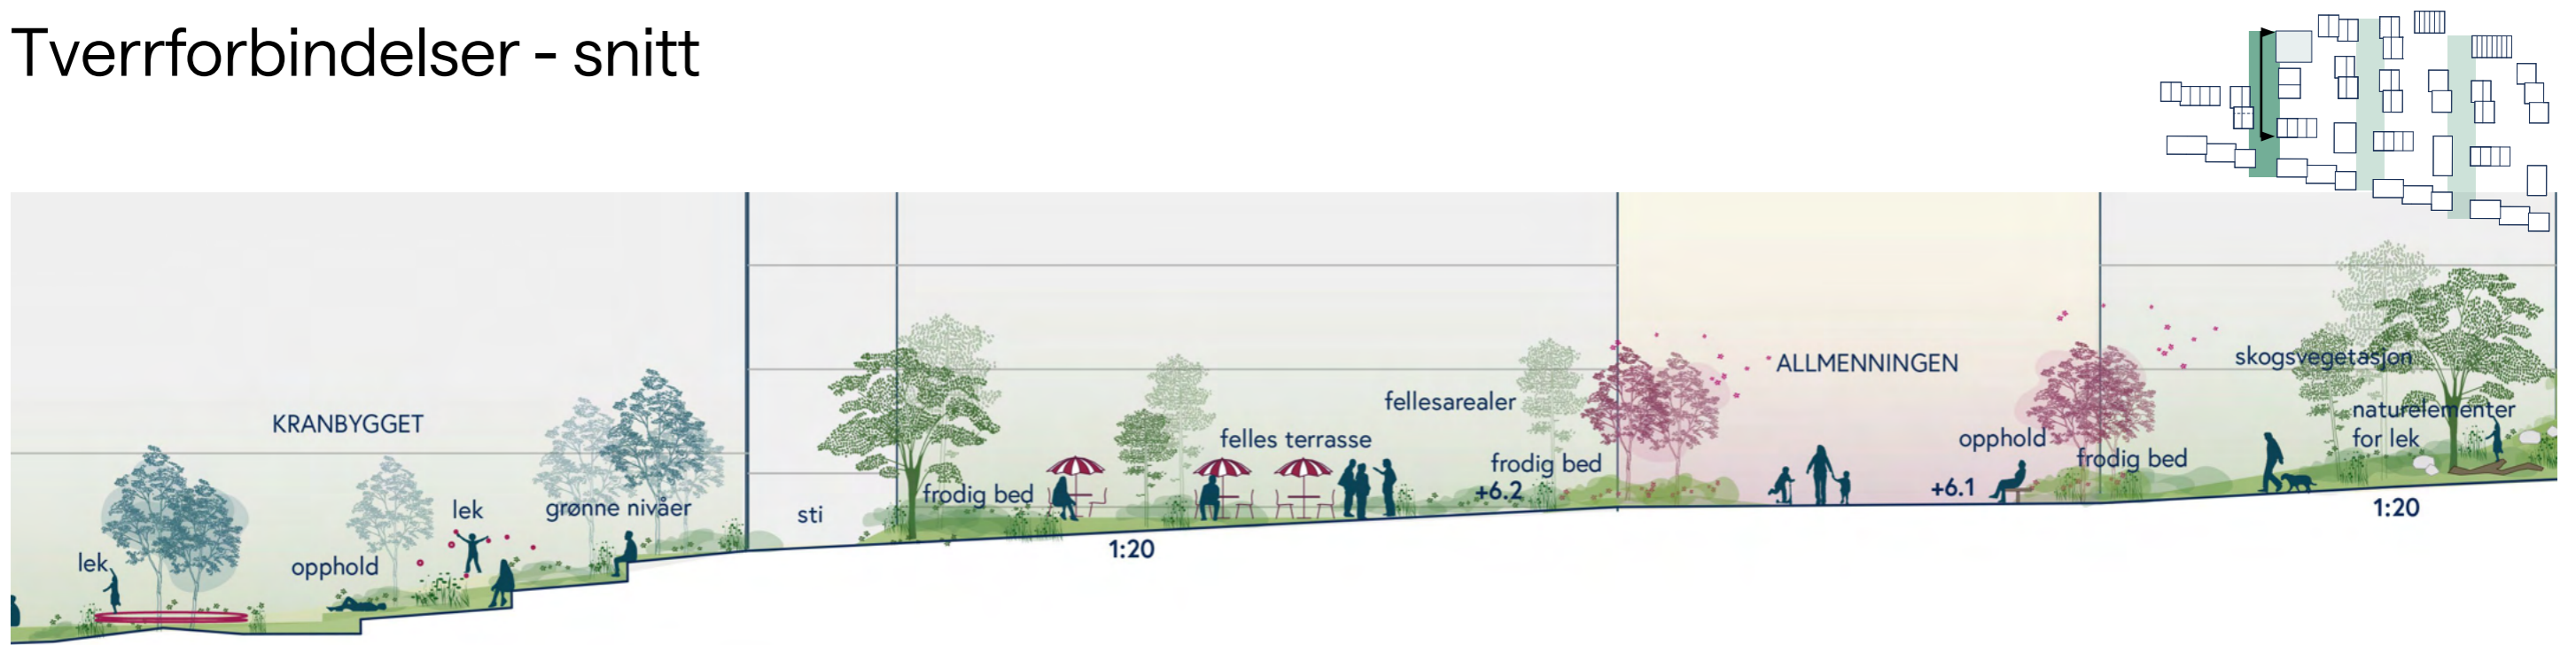 Tverrforbindelser - snitt
KRANBYGGET
lek
opphold
lek
grønne nivåer
sti
frodig bed
1:20
felles terrasse
fellesarealer
frodig bed
+6.2
ALLMENNINGEN
+6.1
opphold
frodig bed
skogsvegetasjon
naturelementer
for lek
1:20